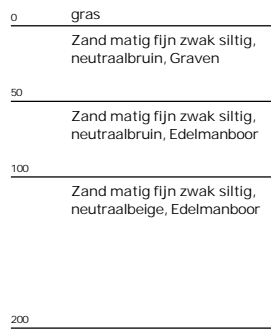 0 gras
Zand matig fijn zwak siltig,
neutraalbruin, Graven
50
Zand matig fijn zwak siltig,
neutraalbruin, Edelmanboor
100
Zand matig fijn zwak siltig,
neutraalbeige, Edelmanboor
200